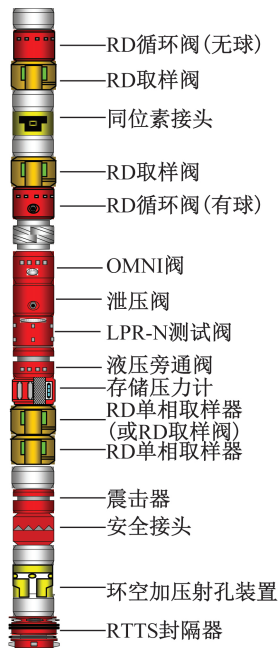 RD循环阀(无球)
RD取样阀
同位素接头
RD取样阀
RD循环阀(有球)
OMNI阀
泄压阀
LPR-N测试阀
液压旁通阀
存储压力计
RD单相取样器
(或RD取样阀)
RD单相取样器
震击器
安全接头
环空加压射孔装置
RTTS封隔器